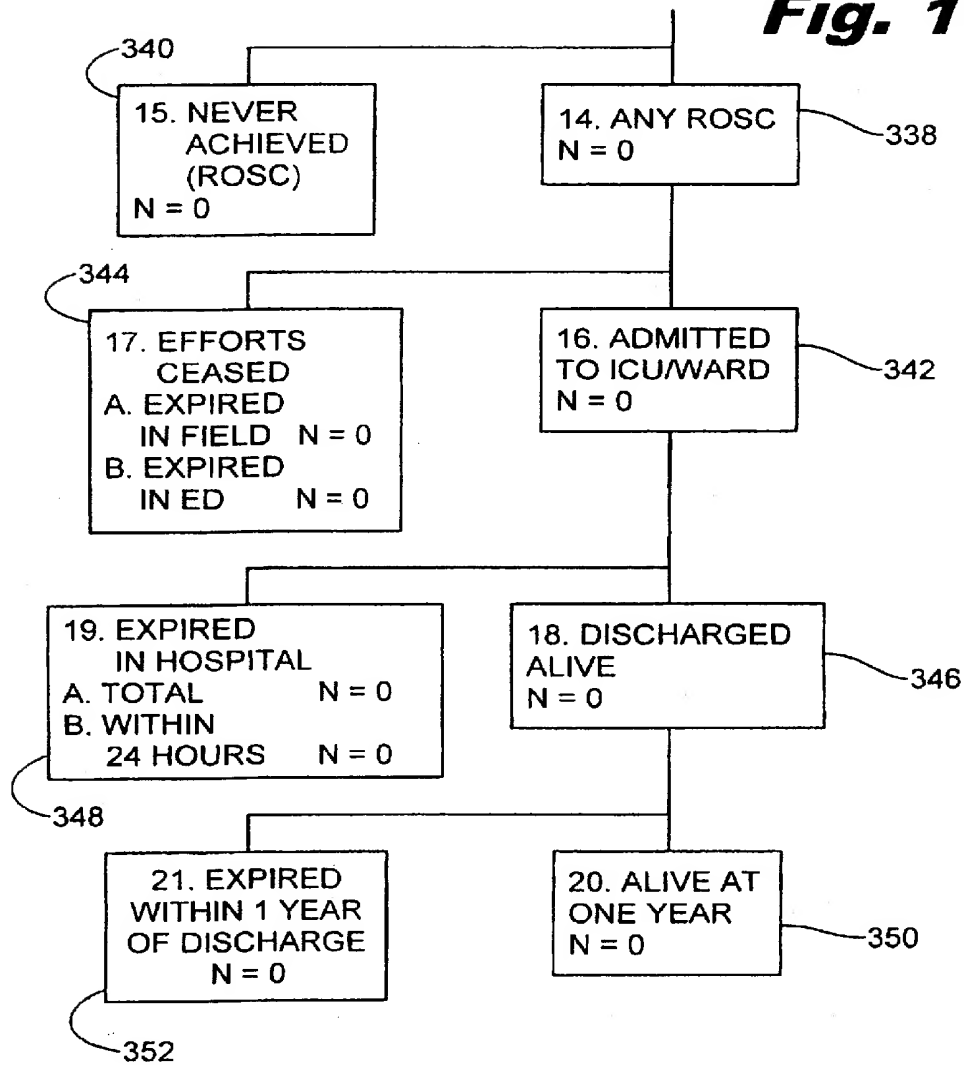 Fig. 1
340
15. NEVER
ACHIEVED
(ROSC)
N = 0
14. ANY ROSC
N = 0
338
344
17. EFFORTS
CEASED
A. EXPIRED
IN FIELD N = 0
B. EXPIRED
IN ED N = 0
16. ADMITTED
TO ICU/WARD
N = 0
342
19. EXPIRED
IN HOSPITAL
A. TOTAL N = 0
B. WITHIN
24 HOURS N = 0
348
18. DISCHARGED
ALIVE
N = 0
346
21. EXPIRED
WITHIN 1 YEAR
OF DISCHARGE
N = 0
352
20. ALIVE AT
ONE YEAR
N = 0
350